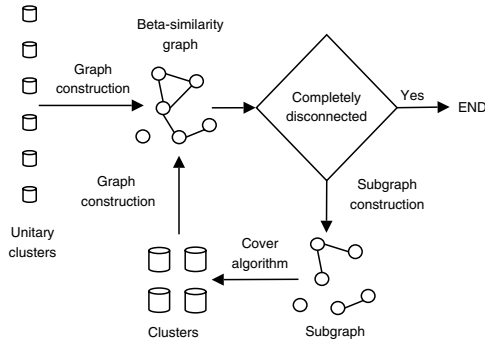 Beta-similarity
graph
Graph
construction
Completely
disconnected
Yes
END
Graph
construction
Subgraph
construction
Unitary
clusters
Cover
algorithm
Clusters
Subgraph